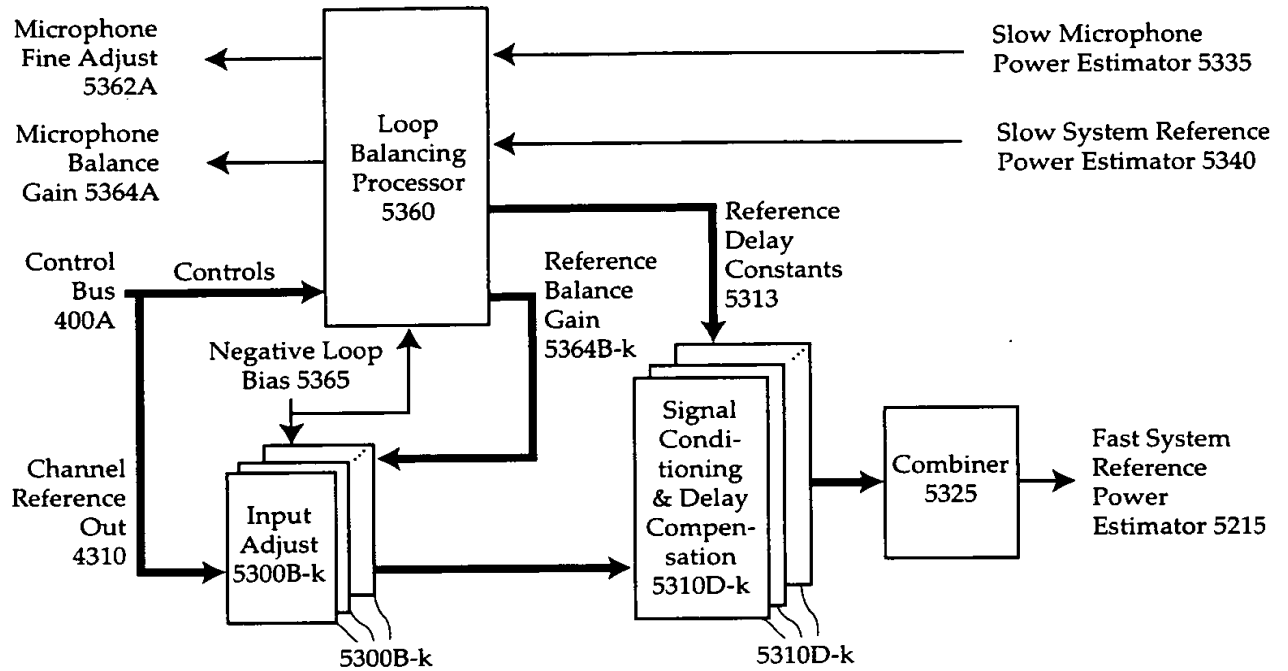 Microphone
Fine Adjust
5362A
Microphone
Balance
Gain 5364A
Control
Bus
400A
Controls
Channel
Reference
Out
4310
Loop
Balancing
Processor
5360
Slow Microphone
Power Estimator 5335
Slow System Reference
Power Estimator 5340
Reference
Delay
Constants
5313
Reference
Balance
Gain
5364B-k
Negative Loop
Bias 5365
Input
Adjust
5300B-k
5300B-k
Signal
Condi-
tioning
& Delay
Compen-
sation
5310D-k
5310D-k
Combiner
5325
Fast System
Reference
Power
Estimator 5215